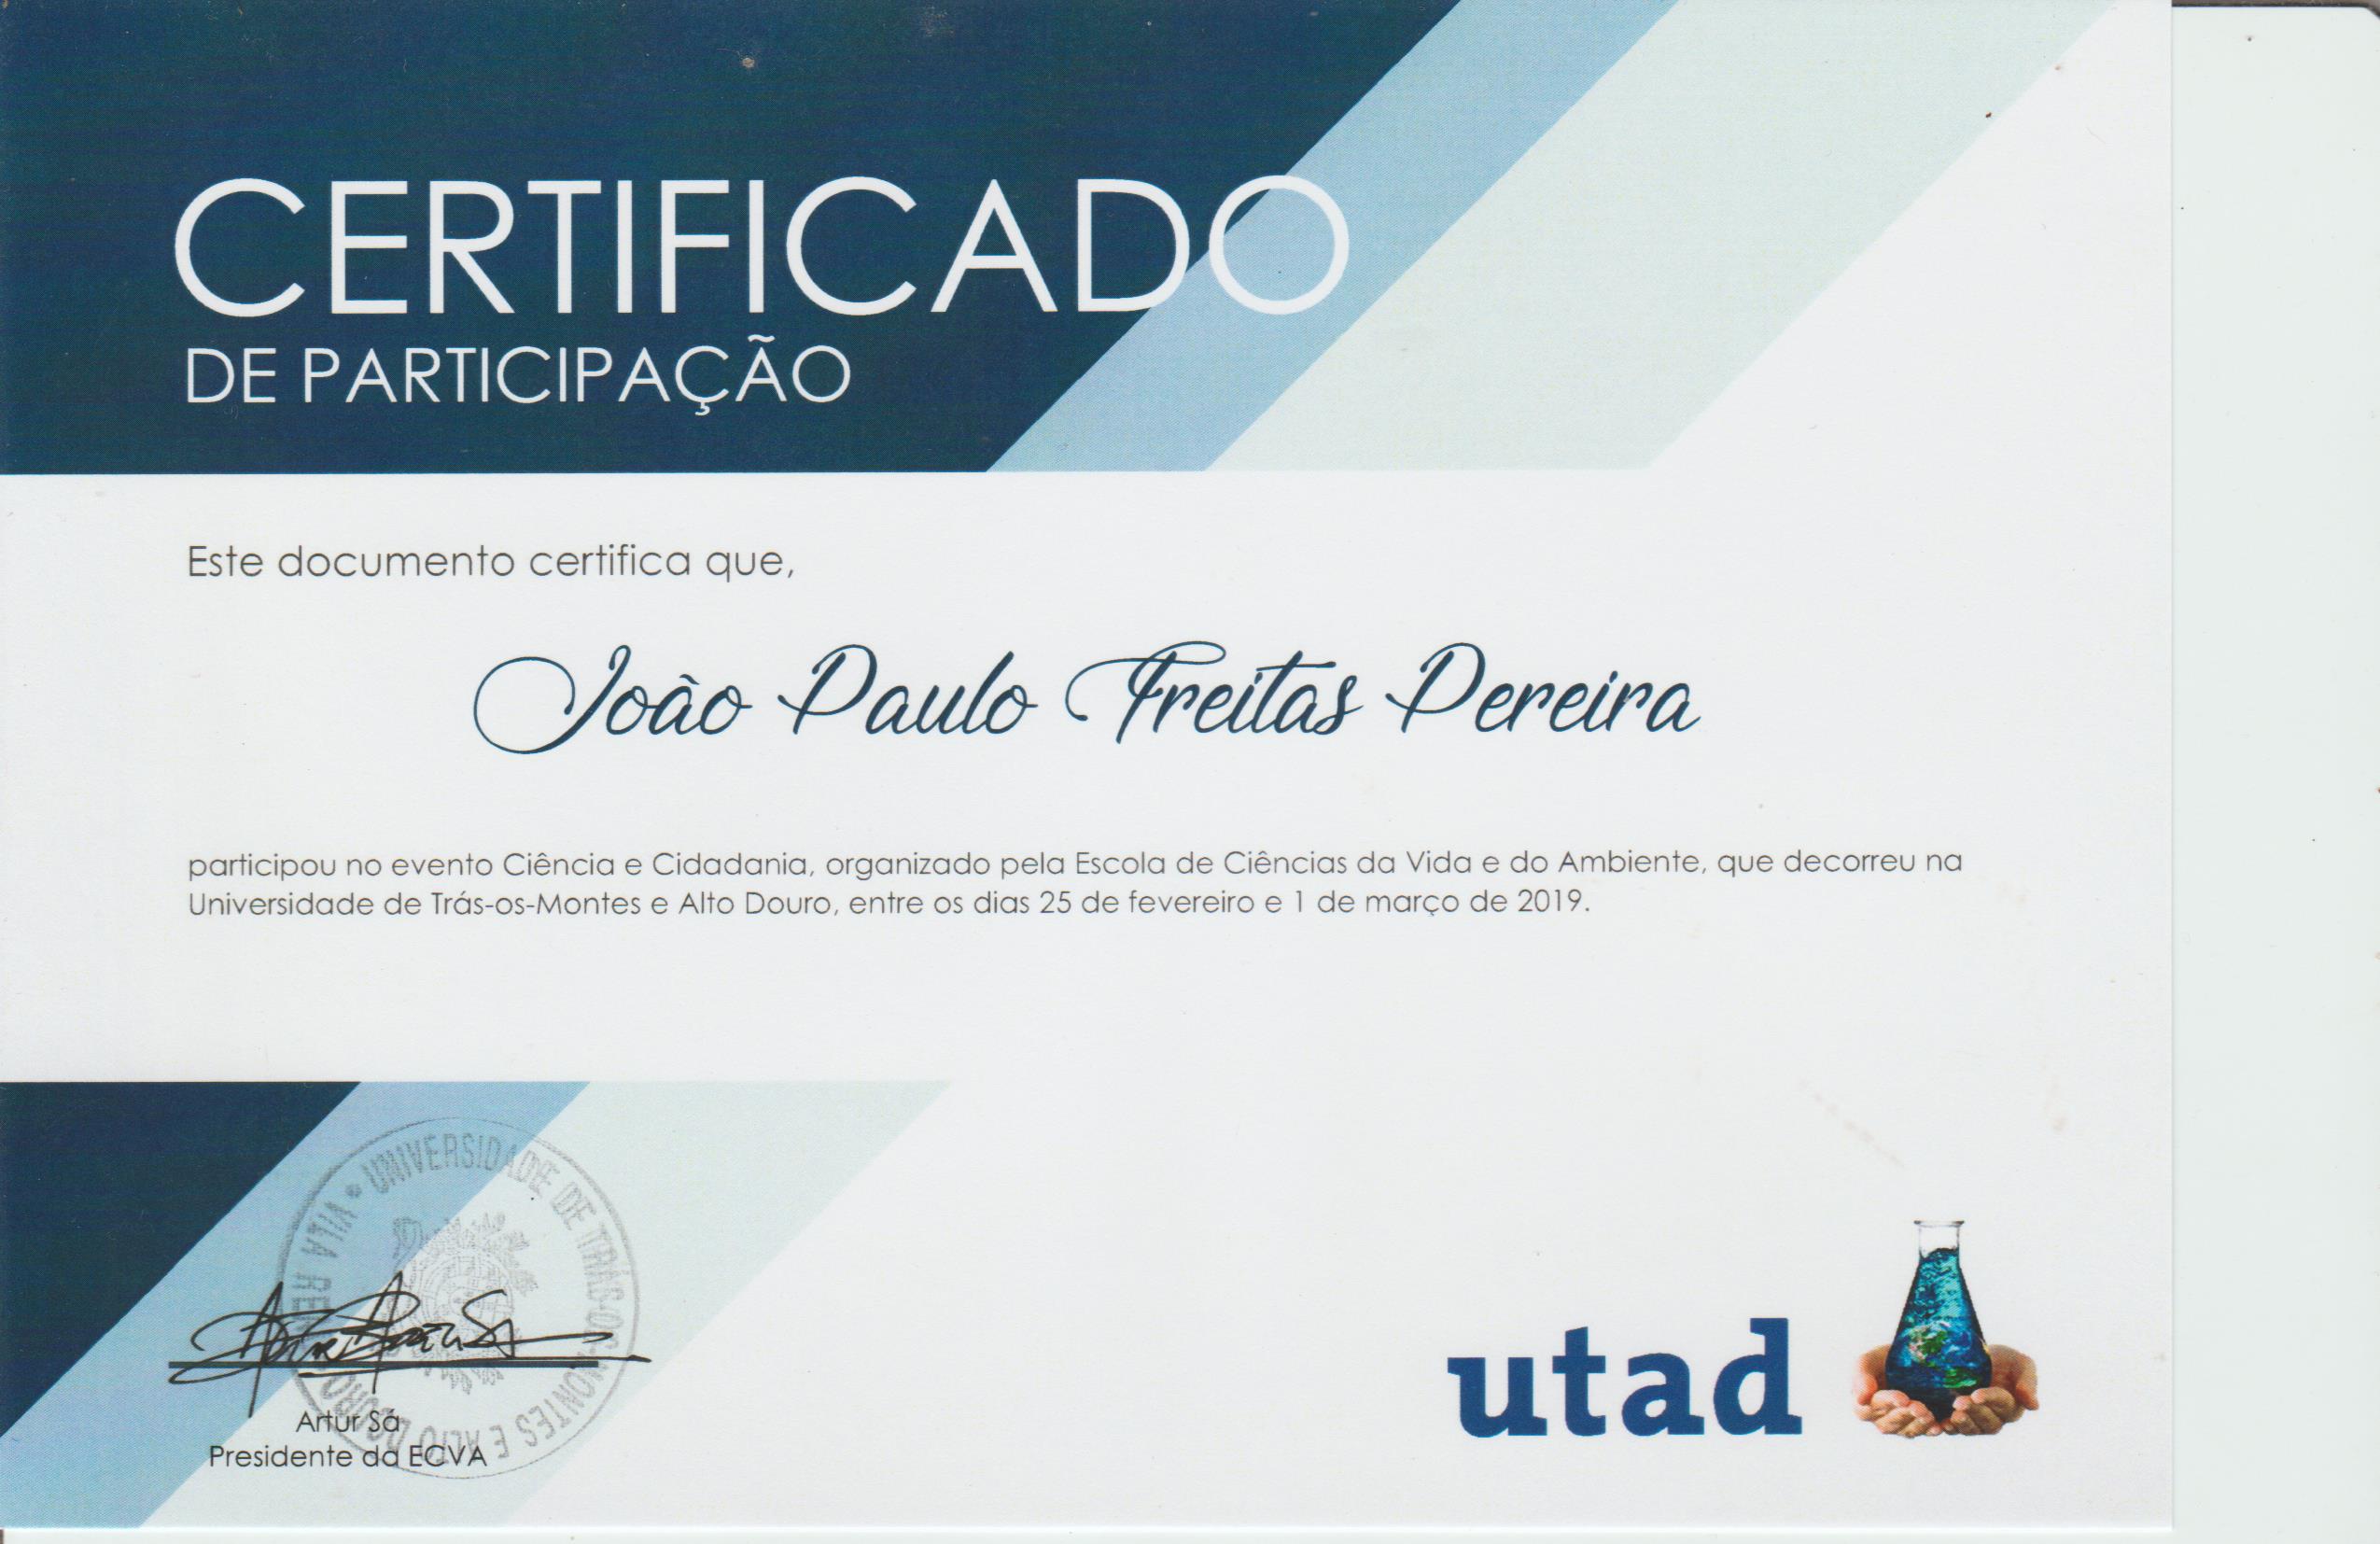 CERTIFICADO
DE PARTICIPAÇÃO
Este documento certifica que,
João Paulo Freitas Pereira
participou no evento Ciência e Cidadania, organizado pela Escola de Ciências da Vida e do Ambiente, que decorreu na
Universidade de Trás-os-Montes e Alto Douro, entre os dias 25 de fevereiro e 1 de março de 2019.
UNIVERSIDADE DE TRÁS-OS-MONTES E ALTO DOURO • VILA REAL
Artur Sá
Presidente da ECVA
utad